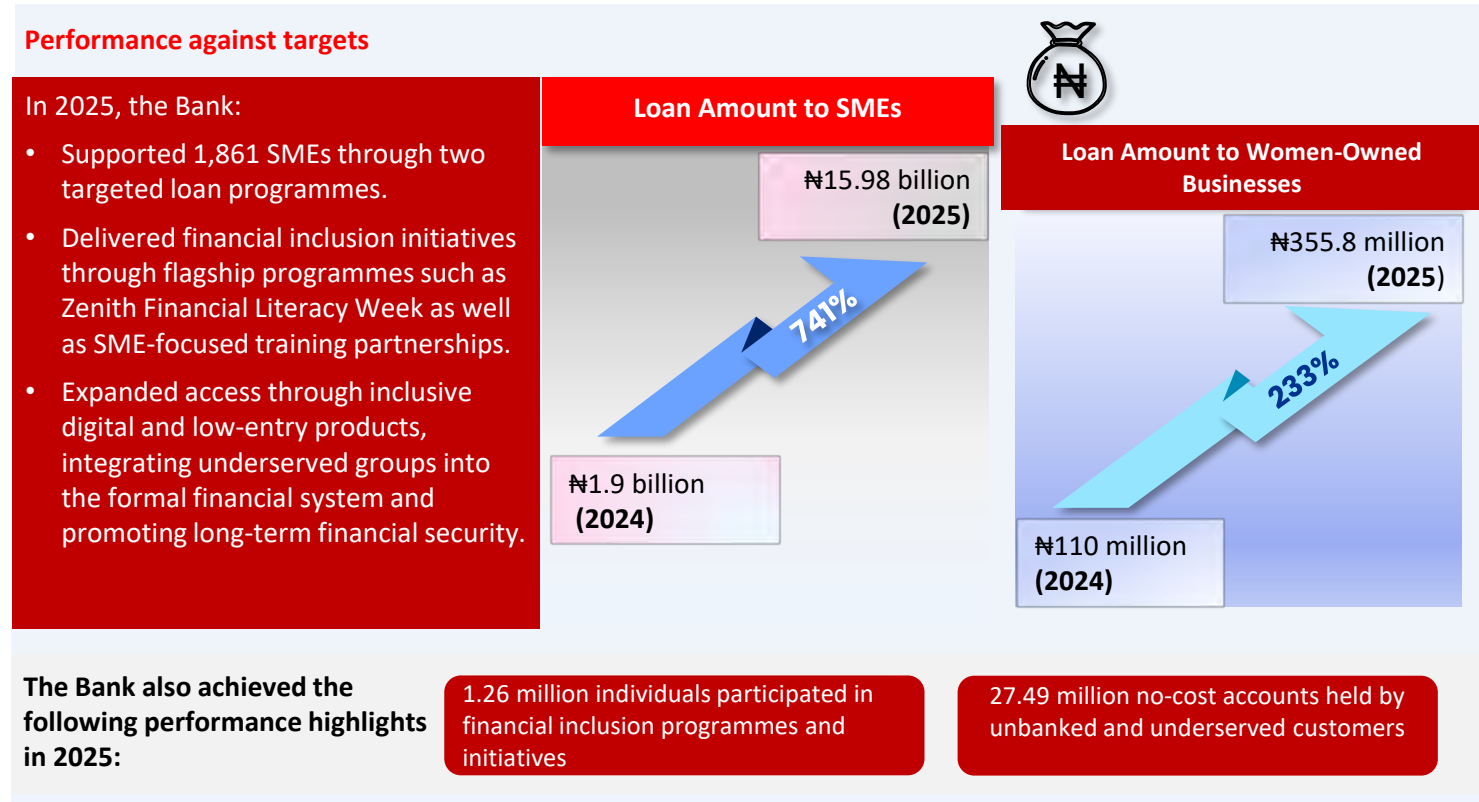 Performance against targets
In 2025, the Bank:
• Supported 1,861 SMEs through two
targeted loan programmes.
• Delivered financial inclusion initiatives
through flagship programmes such as
Zenith Financial Literacy Week as well
as SME-focused training partnerships.
• Expanded access through inclusive
digital and low-entry products,
integrating underserved groups into
the formal financial system and
promoting long-term financial security.
Loan Amount to SMEs
₦15.98 billion
(2025)
741%
₦1.9 billion
(2024)
₦
Loan Amount to Women-Owned
Businesses
₦355.8 million
(2025)
233%
₦110 million
(2024)
The Bank also achieved the
following performance highlights
in 2025:
1.26 million individuals participated in
financial inclusion programmes and
initiatives
27.49 million no-cost accounts held by
unbanked and underserved customers